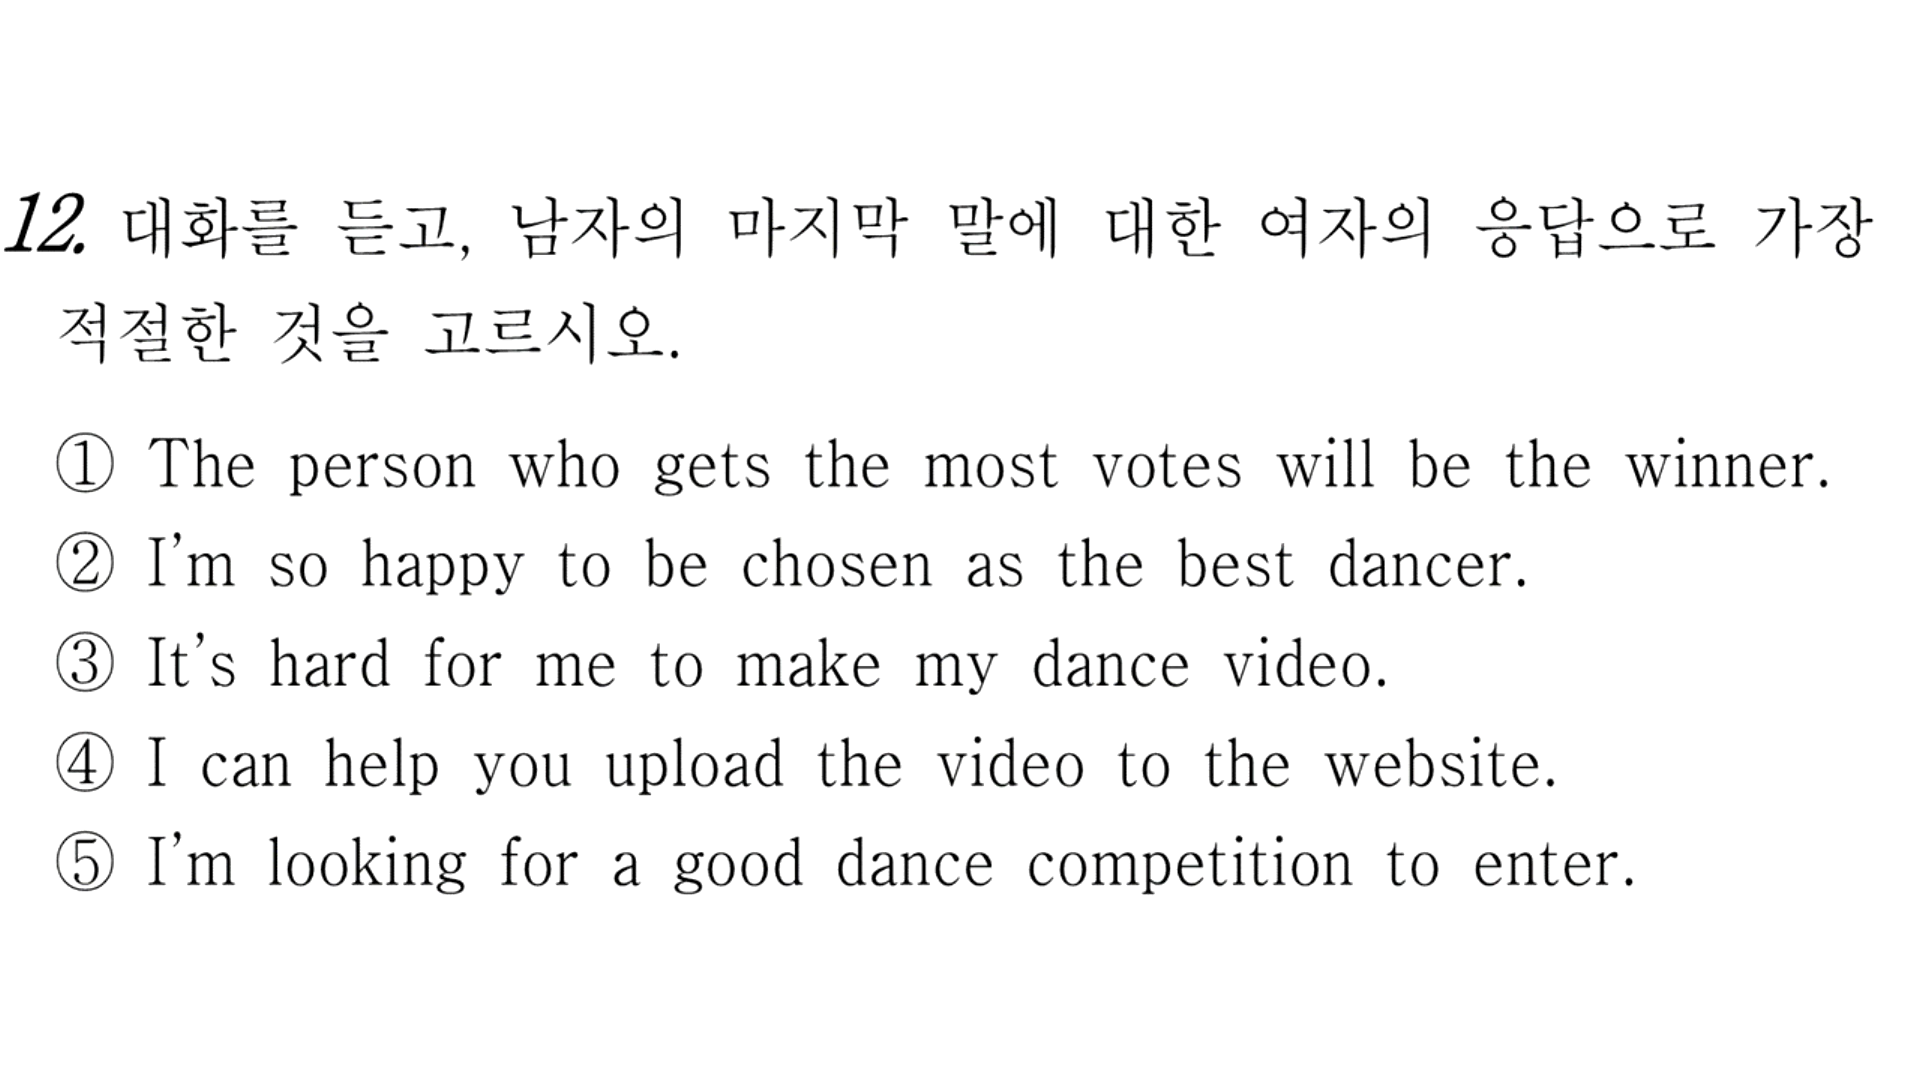 12. 대화를 듣고, 남자의 마지막 말에 대한 여자의 응답으로 가장
적절한 것을 고르시오.
① The person who gets the most votes will be the winner.
② I’m so happy to be chosen as the best dancer.
③ It’s hard for me to make my dance video.
④ I can help you upload the video to the website.
⑤ I’m looking for a good dance competition to enter.